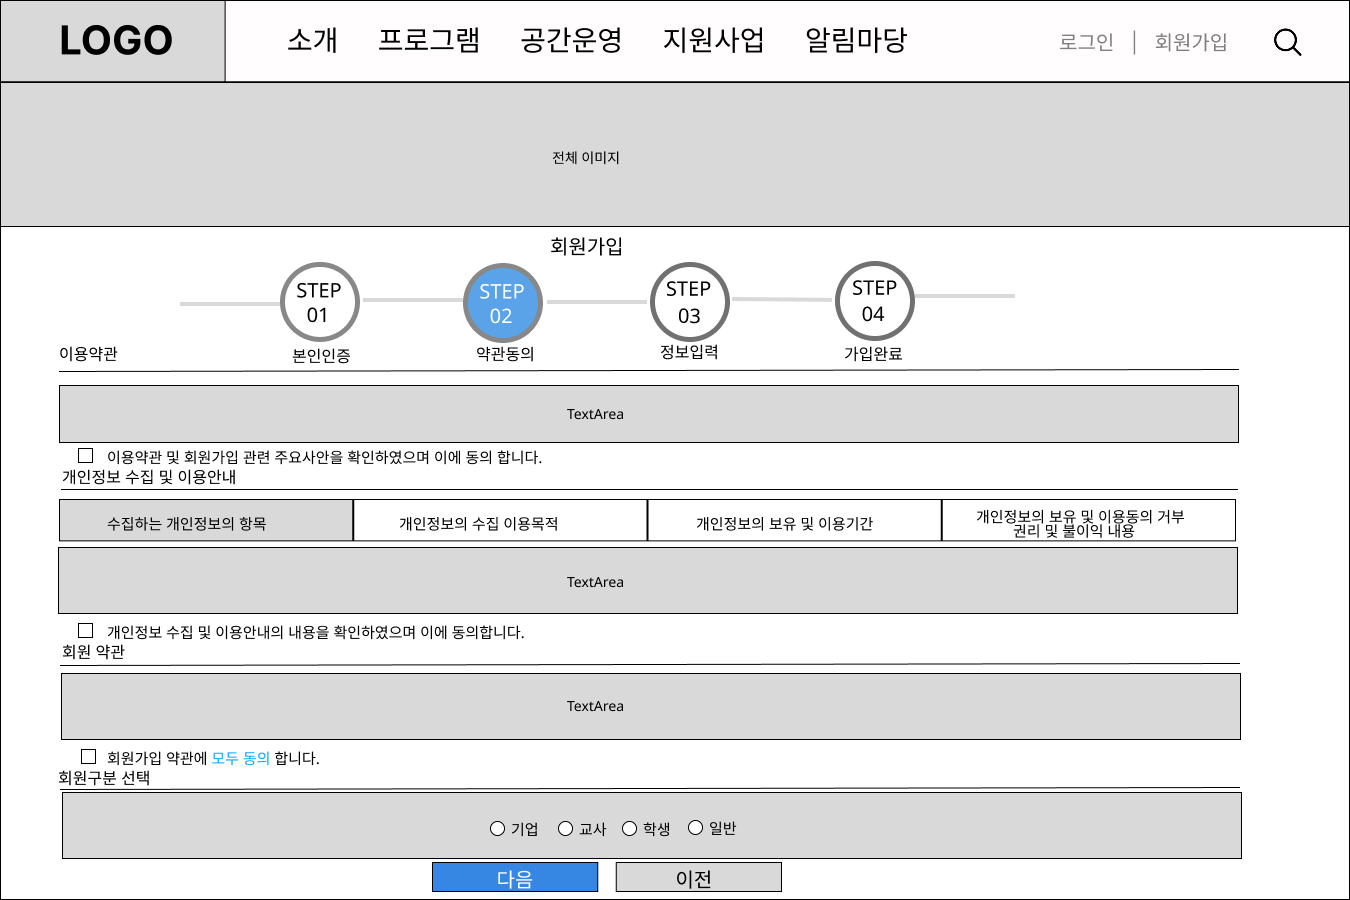 LOGO 소개 프로그램 공간운영 지원사업 알림마당 로그인 | 회원가입
전체 이미지
회원가입
STEP 01
STEP 02
STEP 03
STEP 04
본인인증 약관동의 정보입력 가입완료
이용약관
TextArea
이용약관 및 회원가입 관련 주요사안을 확인하였으며 이에 동의 합니다.
개인정보 수집 및 이용안내
수집하는 개인정보의 항목
개인정보의 수집 이용목적
개인정보의 보유 및 이용기간
개인정보의 보유 및 이용동의 거부
권리 및 불이익 내용
TextArea
개인정보 수집 및 이용안내의 내용을 확인하였으며 이에 동의합니다.
회원 약관
TextArea
회원가입 약관에 모두 동의 합니다.
회원구분 선택
기업 교사 학생 일반
다음 이전